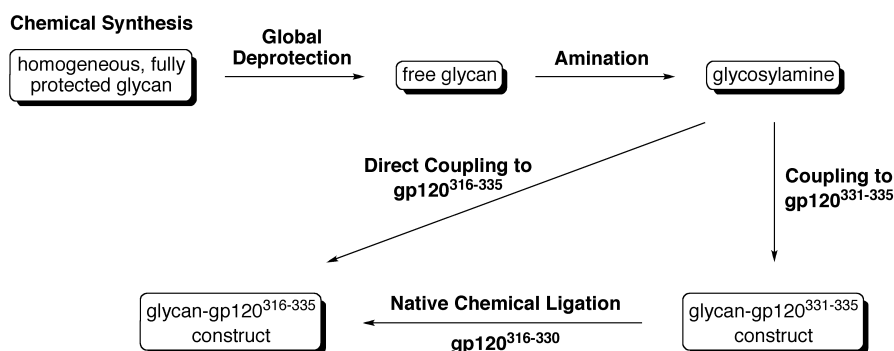 Chemical Synthesis
homogeneous, fully
protected glycan
Global
Deprotection
free glycan
Amination
glycosylamine
Direct Coupling to
gp120316-335
Coupling to
gp120331-335
glycan-gp120316-335
construct
Native Chemical Ligation
gp120316-330
glycan-gp120331-335
construct